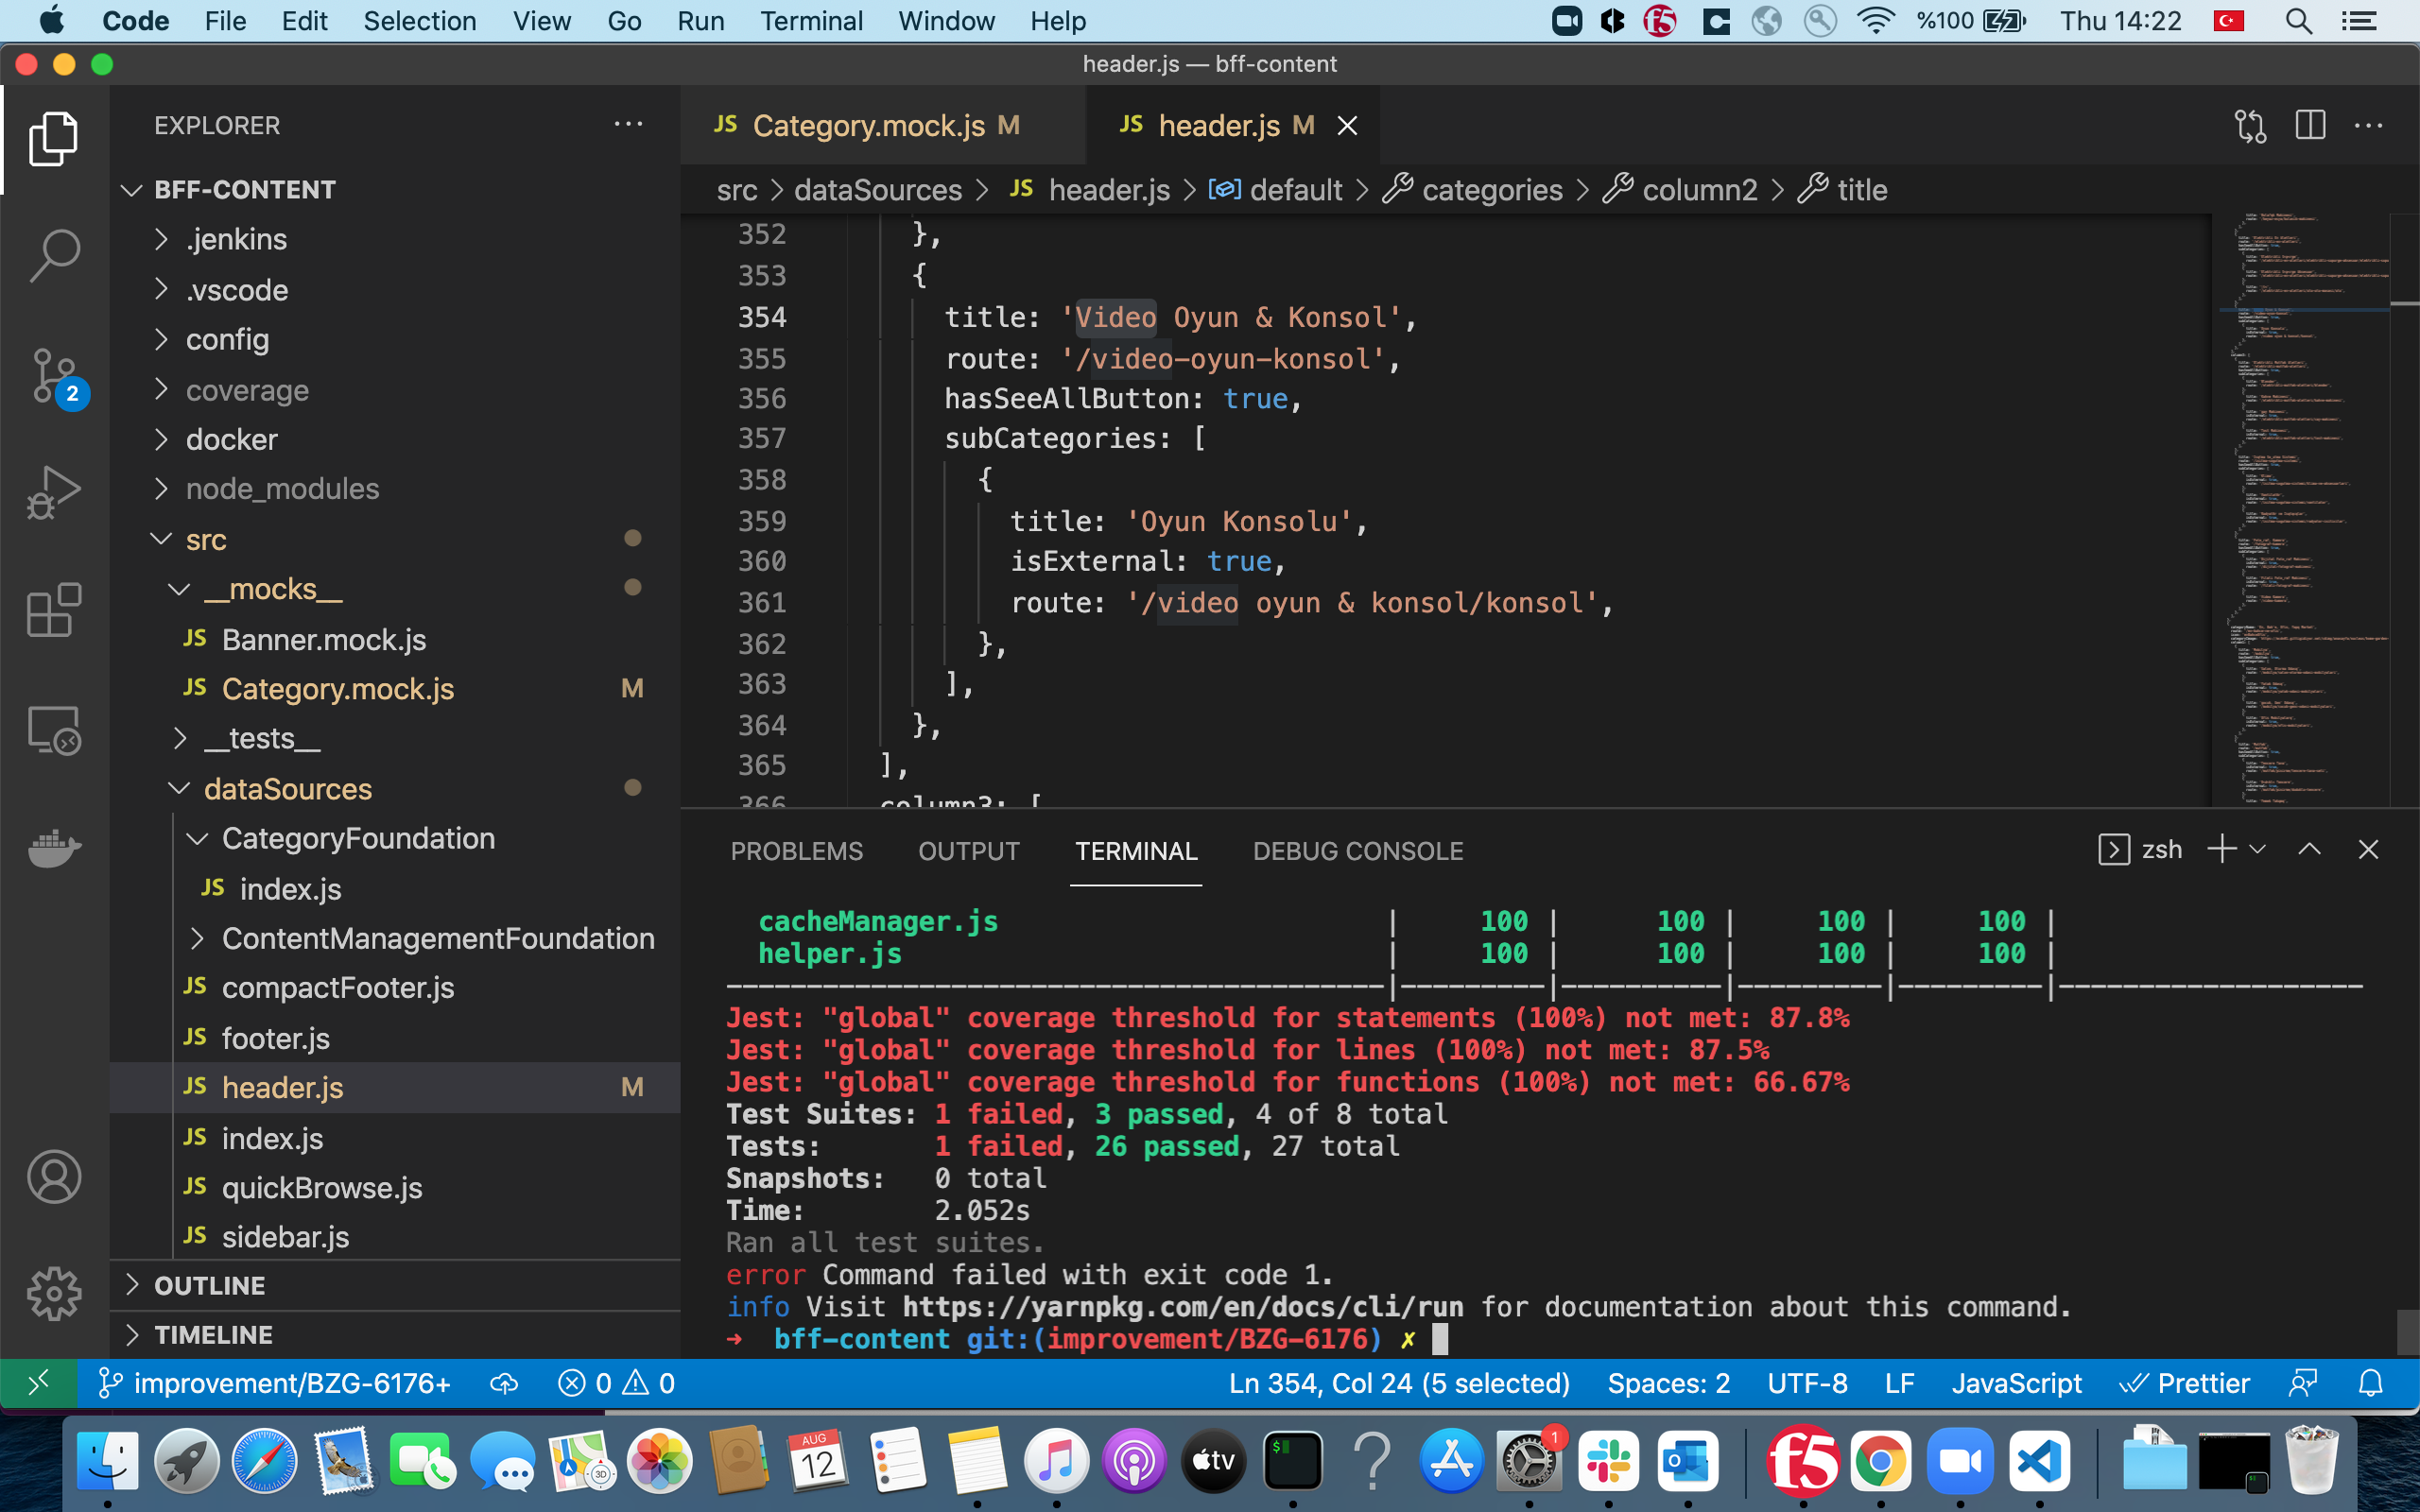 Code File Edit Selection View Go Run Terminal Window Help %100 Thu 14:22
header.js — bff-content
EXPLORER
BFF-CONTENT
.jenkins
.vscode
config
coverage
docker
node_modules
src
__mocks__
JS Banner.mock.js
JS Category.mock.js M
__tests__
dataSources
CategoryFoundation
JS index.js
ContentManagementFoundation
JS compactFooter.js
JS footer.js
JS header.js M
JS index.js
JS quickBrowse.js
JS sidebar.js
OUTLINE
TIMELINE
2
JS Category.mock.js M JS header.js M
src > dataSources > JS header.js > default > categories > column2 > title
352 },
353 {
354 title: 'Video Oyun & Konsol',
355 route: '/video-oyun-konsol',
356 hasSeeAllButton: true,
357 subCategories: [
358 {
359 title: 'Oyun Konsolu',
360 isExternal: true,
361 route: '/video oyun & konsol/konsol',
362 },
363 ],
364 },
365 ],
366 column3: [
PROBLEMS OUTPUT TERMINAL DEBUG CONSOLE zsh
cacheManager.js | 100 | 100 | 100 | 100 |
helper.js | 100 | 100 | 100 | 100 |
Jest: "global" coverage threshold for statements (100%) not met: 87.8%
Jest: "global" coverage threshold for lines (100%) not met: 87.5%
Jest: "global" coverage threshold for functions (100%) not met: 66.67%
Test Suites: 1 failed, 3 passed, 4 of 8 total
Tests: 1 failed, 26 passed, 27 total
Snapshots: 0 total
Time: 2.052s
Ran all test suites.
error Command failed with exit code 1.
info Visit https://yarnpkg.com/en/docs/cli/run for documentation about this command.
➜ bff-content git:(improvement/BZG-6176) ✗
improvement/BZG-6176+ 0 0 Ln 354, Col 24 (5 selected) Spaces: 2 UTF-8 LF JavaScript Prettier
AUG
12
3D
tv
$
1
f5